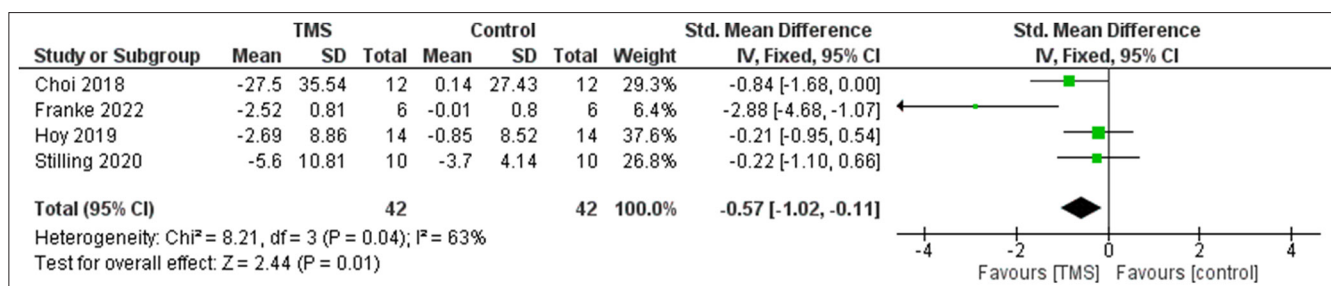 TMS Control Std. Mean Difference Std. Mean Difference
Study or Subgroup Mean SD Total Mean SD Total Weight IV, Fixed, 95% CI IV, Fixed, 95% CI
Choi 2018 -27.5 35.54 12 0.14 27.43 12 29.3% -0.84 [-1.68, 0.00]
Franke 2022 -2.52 0.81 6 -0.01 0.8 6 6.4% -2.88 [-4.68, -1.07]
Hoy 2019 -2.69 8.86 14 -0.85 8.52 14 37.6% -0.21 [-0.95, 0.54]
Stilling 2020 -5.6 10.81 10 -3.7 4.14 10 26.8% -0.22 [-1.10, 0.66]
Total (95% CI) 42 42 100.0% -0.57 [-1.02, -0.11]
Heterogeneity: Chi² = 8.21, df = 3 (P = 0.04); I² = 63%
Test for overall effect: Z = 2.44 (P = 0.01)
-4 -2 0 2 4
Favours [TMS] Favours [control]